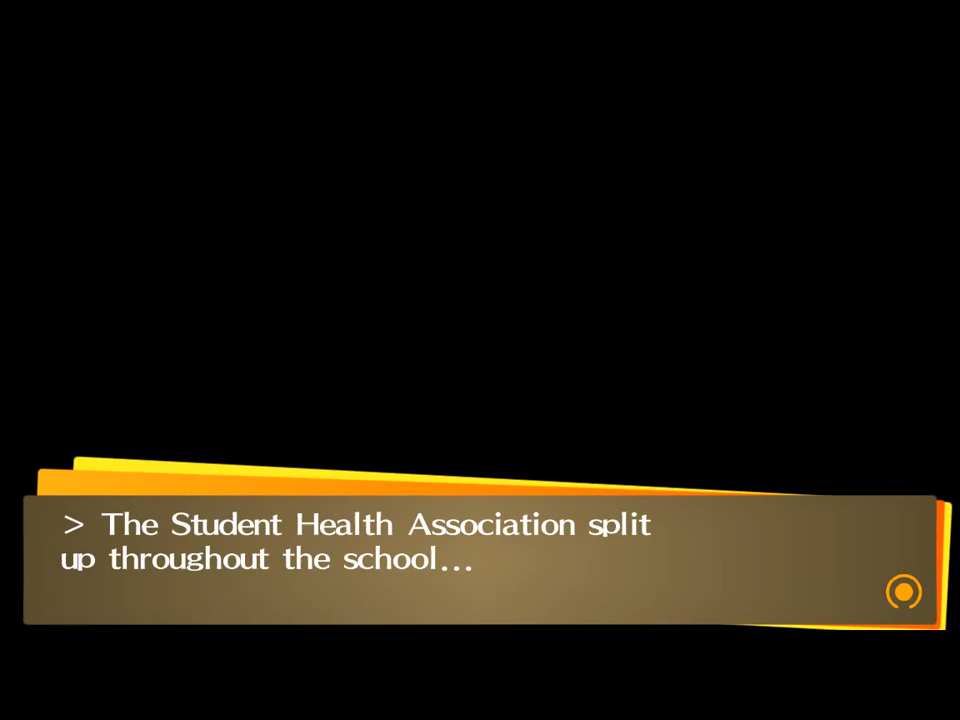 > The Student Health Association split
up throughout the school...